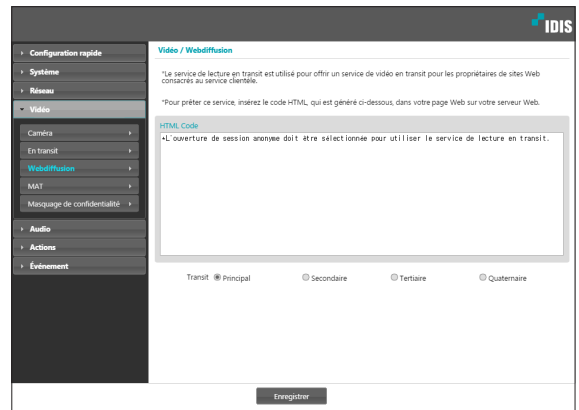 IDIS
Configuration rapide
Système
Réseau
Vidéo
Caméra
En transit
Webdiffusion
MAT
Masquage de confidentialité
Audio
Actions
Événement
Vidéo / Webdiffusion
*Le service de lecture en transit est utilisé pour offrir un service de vidéo en transit pour les propriétaires de sites Web
consacrés au service clientèle.
*Pour prêter ce service, insérez le code HTML, qui est généré ci-dessous, dans votre page Web sur votre serveur Web.
HTML Code
*L'ouverture de session anonyme doit être sélectionnée pour utiliser le service de lecture en transit.
Transit Principal Secondaire Tertiaire Quaternaire
Enregistrer